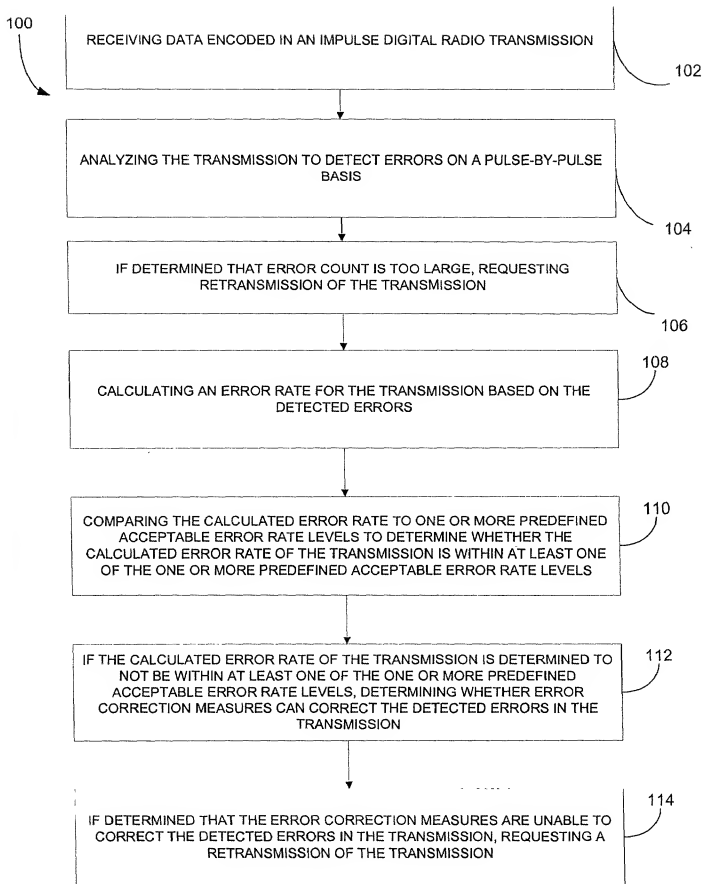 100
RECEIVING DATA ENCODED IN AN IMPULSE DIGITAL RADIO TRANSMISSION
102
ANALYZING THE TRANSMISSION TO DETECT ERRORS ON A PULSE-BY-PULSE
BASIS
104
IF DETERMINED THAT ERROR COUNT IS TOO LARGE, REQUESTING
RETRANSMISSION OF THE TRANSMISSION
106
CALCULATING AN ERROR RATE FOR THE TRANSMISSION BASED ON THE
DETECTED ERRORS
108
COMPARING THE CALCULATED ERROR RATE TO ONE OR MORE PREDEFINED
ACCEPTABLE ERROR RATE LEVELS TO DETERMINE WHETHER THE
CALCULATED ERROR RATE OF THE TRANSMISSION IS WITHIN AT LEAST ONE
OF THE ONE OR MORE PREDEFINED ACCEPTABLE ERROR RATE LEVELS
110
IF THE CALCULATED ERROR RATE OF THE TRANSMISSION IS DETERMINED TO
NOT BE WITHIN AT LEAST ONE OF THE ONE OR MORE PREDEFINED
ACCEPTABLE ERROR RATE LEVELS, DETERMINING WHETHER ERROR
CORRECTION MEASURES CAN CORRECT THE DETECTED ERRORS IN THE
TRANSMISSION
112
IF DETERMINED THAT THE ERROR CORRECTION MEASURES ARE UNABLE TO
CORRECT THE DETECTED ERRORS IN THE TRANSMISSION, REQUESTING A
RETRANSMISSION OF THE TRANSMISSION
114